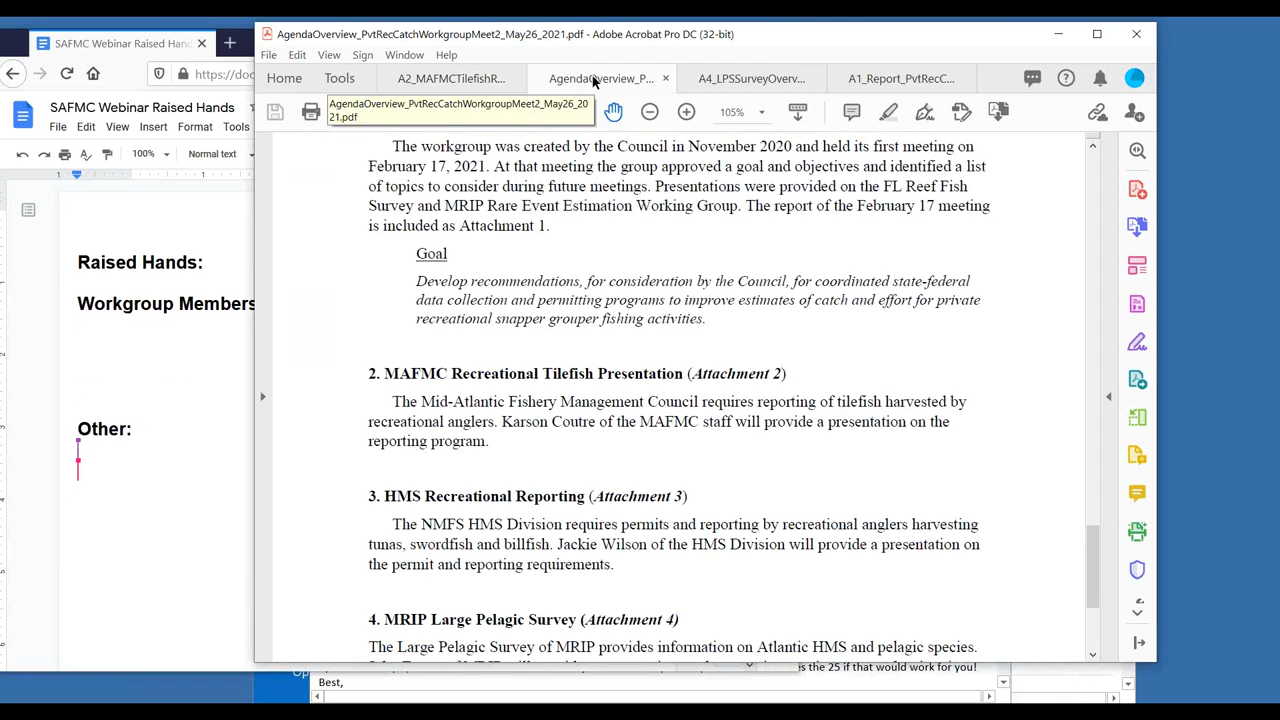 SAFMC Webinar Raised Hand
SAFMC Webinar Raised Hands
File Edit View Insert Format Tools
100% Normal text
Raised Hands:
Workgroup Members
Other:
AgendaOverview_PvtRecCatchWorkgroupMeet2_May26_2021.pdf - Adobe Acrobat Pro DC (32-bit)
File Edit View Sign Window Help
Home Tools A2_MAFMCTilefishR... AgendaOverview_P... A4_LPSSurveyOverv... A1_Report_PvtRecC...
AgendaOverview_PvtRecCatchWorkgroupMeet2_May26_20
21.pdf
105%
The workgroup was created by the Council in November 2020 and held its first meeting on
February 17, 2021. At that meeting the group approved a goal and objectives and identified a list
of topics to consider during future meetings. Presentations were provided on the FL Reef Fish
Survey and MRIP Rare Event Estimation Working Group. The report of the February 17 meeting
is included as Attachment 1.
Goal
Develop recommendations, for consideration by the Council, for coordinated state-federal
data collection and permitting programs to improve estimates of catch and effort for private
recreational snapper grouper fishing activities.
2. MAFMC Recreational Tilefish Presentation (Attachment 2)
The Mid-Atlantic Fishery Management Council requires reporting of tilefish harvested by
recreational anglers. Karson Coutre of the MAFMC staff will provide a presentation on the
reporting program.
3. HMS Recreational Reporting (Attachment 3)
The NMFS HMS Division requires permits and reporting by recreational anglers harvesting
tunas, swordfish and billfish. Jackie Wilson of the HMS Division will provide a presentation on
the permit and reporting requirements.
4. MRIP Large Pelagic Survey (Attachment 4)
The Large Pelagic Survey of MRIP provides information on Atlantic HMS and pelagic species.
es the 25 if that would work for you!
Best,